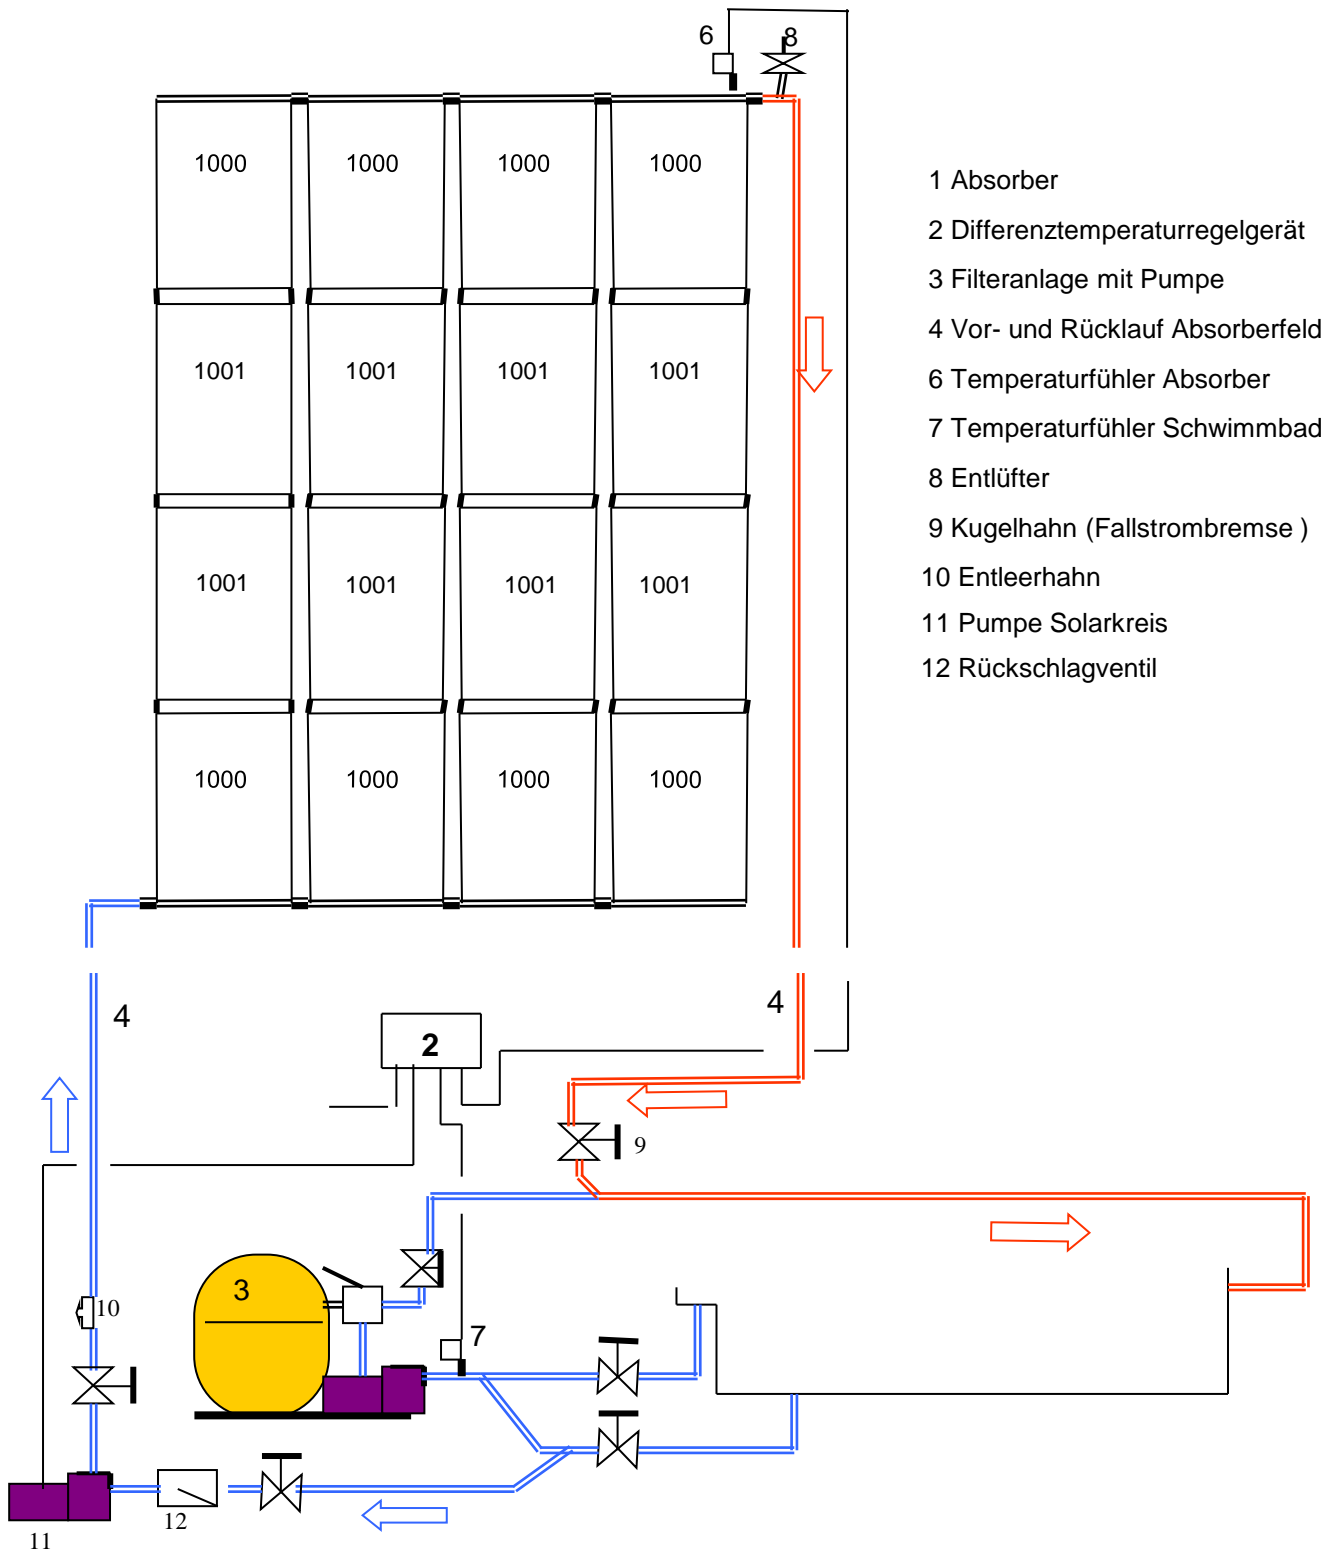 6 8
1000 1000 1000 1000
1 Absorber
2 Differenztemperaturregelgerät
3 Filteranlage mit Pumpe
4 Vor- und Rücklauf Absorberfeld
1001 1001 1001 1001
6 Temperaturfühler Absorber
7 Temperaturfühler Schwimmbad
8 Entlüfter
9 Kugelhahn (Fallstrombremse )
1001 1001 1001 1001
10 Entleerhahn
11 Pumpe Solarkreis
12 Rückschlagventil
1000 1000 1000 1000
4 4
2
9
3
10
7
12
11